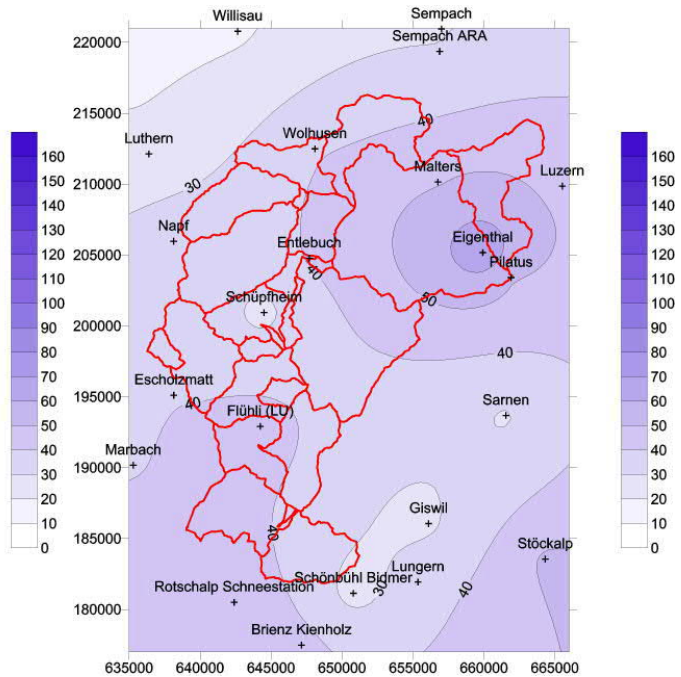 Willisau
Sempach
220000
Sempach ARA
215000
40
Luthern
Wolhusen
Malters
Luzern
160
210000
160
150
30
150
140
140
Napf
130
Entlebuch
Eigenthal
130
120
205000
120
40
Pilatus
110
110
Schüpfheim
50
100
100
90
200000
90
80
40
80
70
Escholzmatt
70
60
195000
40
Sarnen
60
Flühli (LU)
50
50
40
Marbach
40
30
190000
30
20
20
Giswil
10
10
0
185000
40
0
Stöckalp
Lungern
Schönbühl Bidmer
Rotschalp Schneestation
30
40
180000
Brienz Kienholz
635000 640000 645000 650000 655000 660000 665000